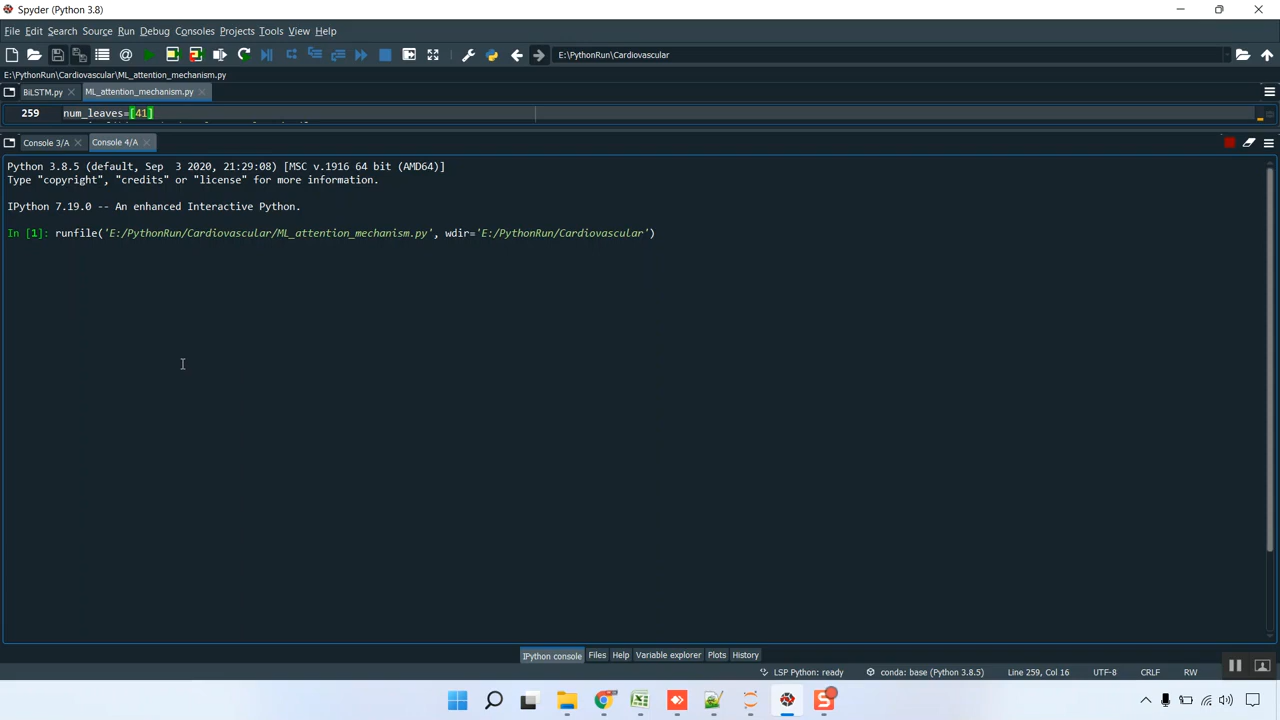 Spyder (Python 3.8)
File Edit Search Source Run Debug Consoles Projects Tools View Help
E:\PythonRun\Cardiovascular
E:\PythonRun\Cardiovascular\ML_attention_mechanism.py
BiLSTM.py ML_attention_mechanism.py
259 num_leaves=[41]
Console 3/A Console 4/A
Python 3.8.5 (default, Sep 3 2020, 21:29:08) [MSC v.1916 64 bit (AMD64)]
Type "copyright", "credits" or "license" for more information.
IPython 7.19.0 -- An enhanced Interactive Python.
In [1]: runfile('E:/PythonRun/Cardiovascular/ML_attention_mechanism.py', wdir='E:/PythonRun/Cardiovascular')
IPython console Files Help Variable explorer Plots History
LSP Python: ready conda: base (Python 3.8.5) Line 259, Col 16 UTF-8 CRLF RW